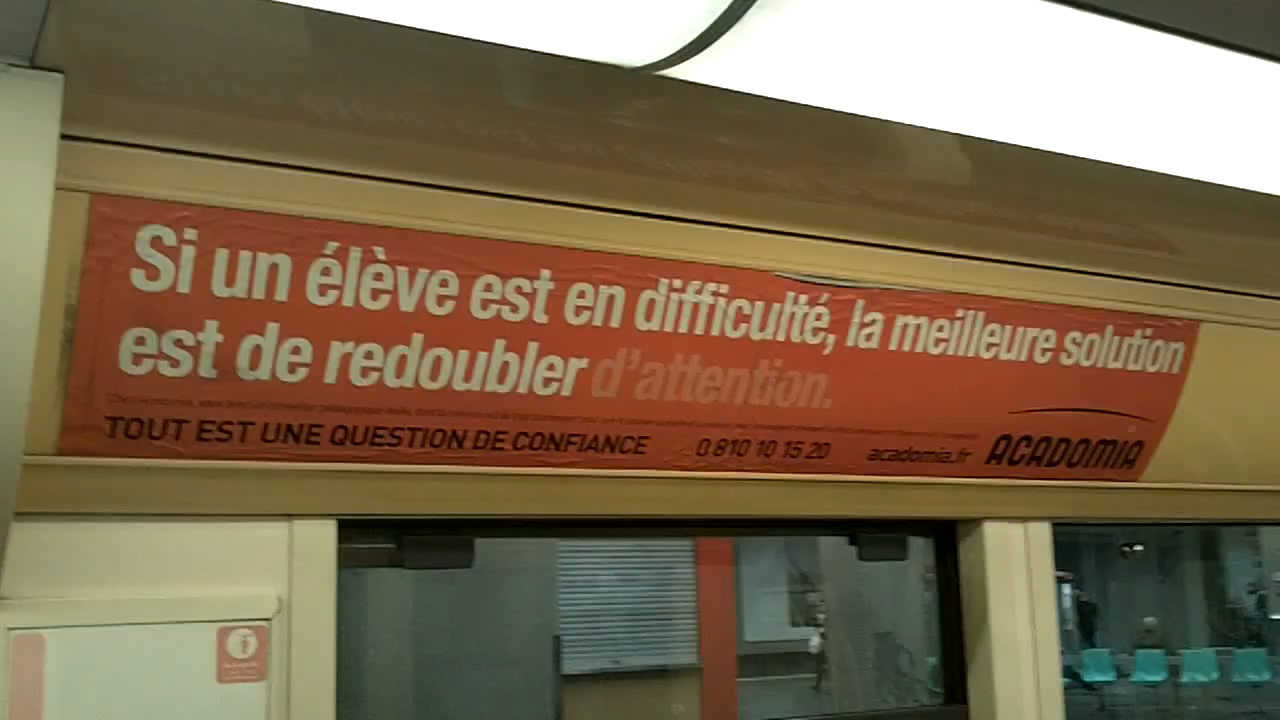 Si un élève est en difficulté, la meilleure solution
est de redoubler d'attention.
TOUT EST UNE QUESTION DE CONFIANCE 0.810 10 15 20 acadomia.fr ACADOMIA